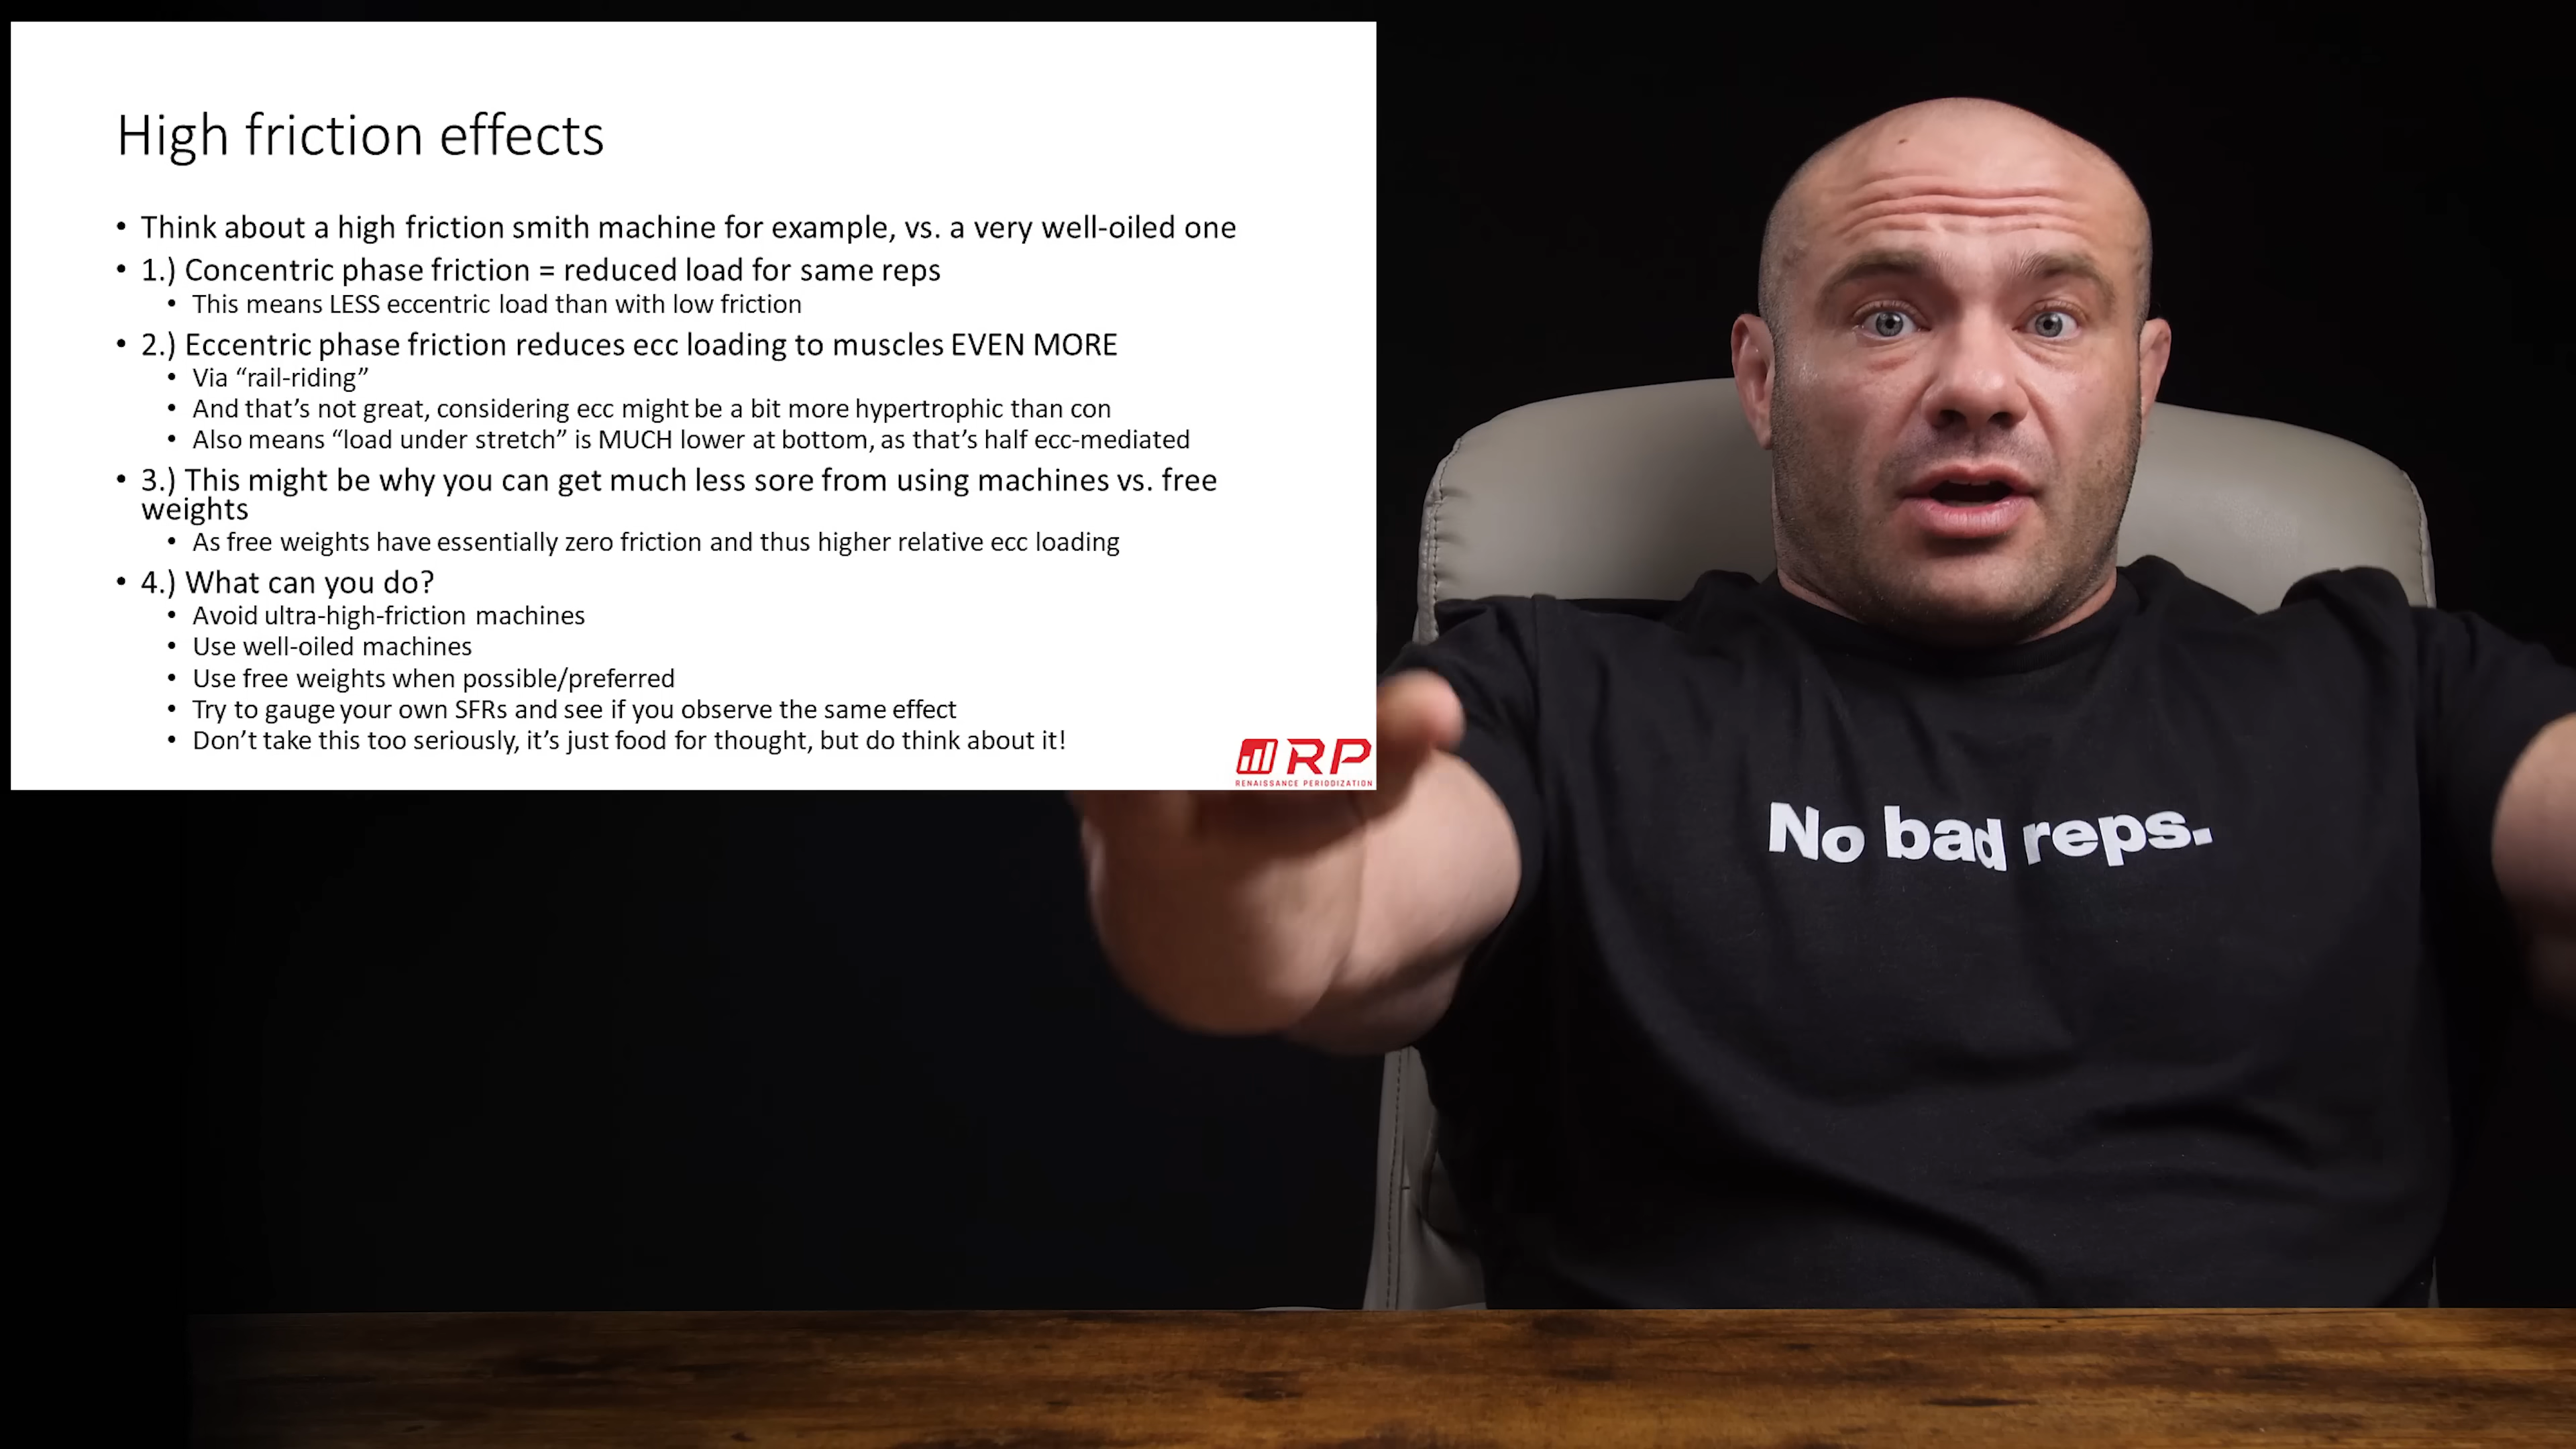 High friction effects
• Think about a high friction smith machine for example, vs. a very well-oiled one
• 1.) Concentric phase friction = reduced load for same reps
• This means LESS eccentric load than with low friction
• 2.) Eccentric phase friction reduces ecc loading to muscles EVEN MORE
• Via “rail-riding”
• And that’s not great, considering ecc might be a bit more hypertrophic than con
• Also means “load under stretch” is MUCH lower at bottom, as that’s half ecc-mediated
• 3.) This might be why you can get much less sore from using machines vs. free
weights
• As free weights have essentially zero friction and thus higher relative ecc loading
• 4.) What can you do?
• Avoid ultra-high-friction machines
• Use well-oiled machines
• Use free weights when possible/preferred
• Try to gauge your own SFRs and see if you observe the same effect
• Don’t take this too seriously, it’s just food for thought, but do think about it!
RP
RENAISSANCE PERIODIZATION
No bad reps.